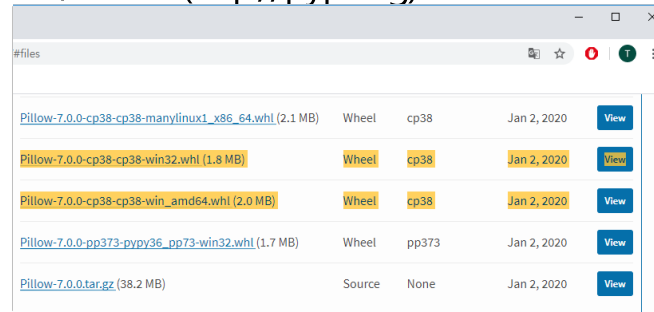 #files
T
Pillow-7.0.0-cp38-cp38-manylinux1_x86_64.whl (2.1 MB) Wheel cp38 Jan 2, 2020 View
Pillow-7.0.0-cp38-cp38-win32.whl (1.8 MB) Wheel cp38 Jan 2, 2020 View
Pillow-7.0.0-cp38-cp38-win_amd64.whl (2.0 MB) Wheel cp38 Jan 2, 2020 View
Pillow-7.0.0-pp373-pypy36_pp73-win32.whl (1.7 MB) Wheel pp373 Jan 2, 2020 View
Pillow-7.0.0.tar.gz (38.2 MB) Source None Jan 2, 2020 View